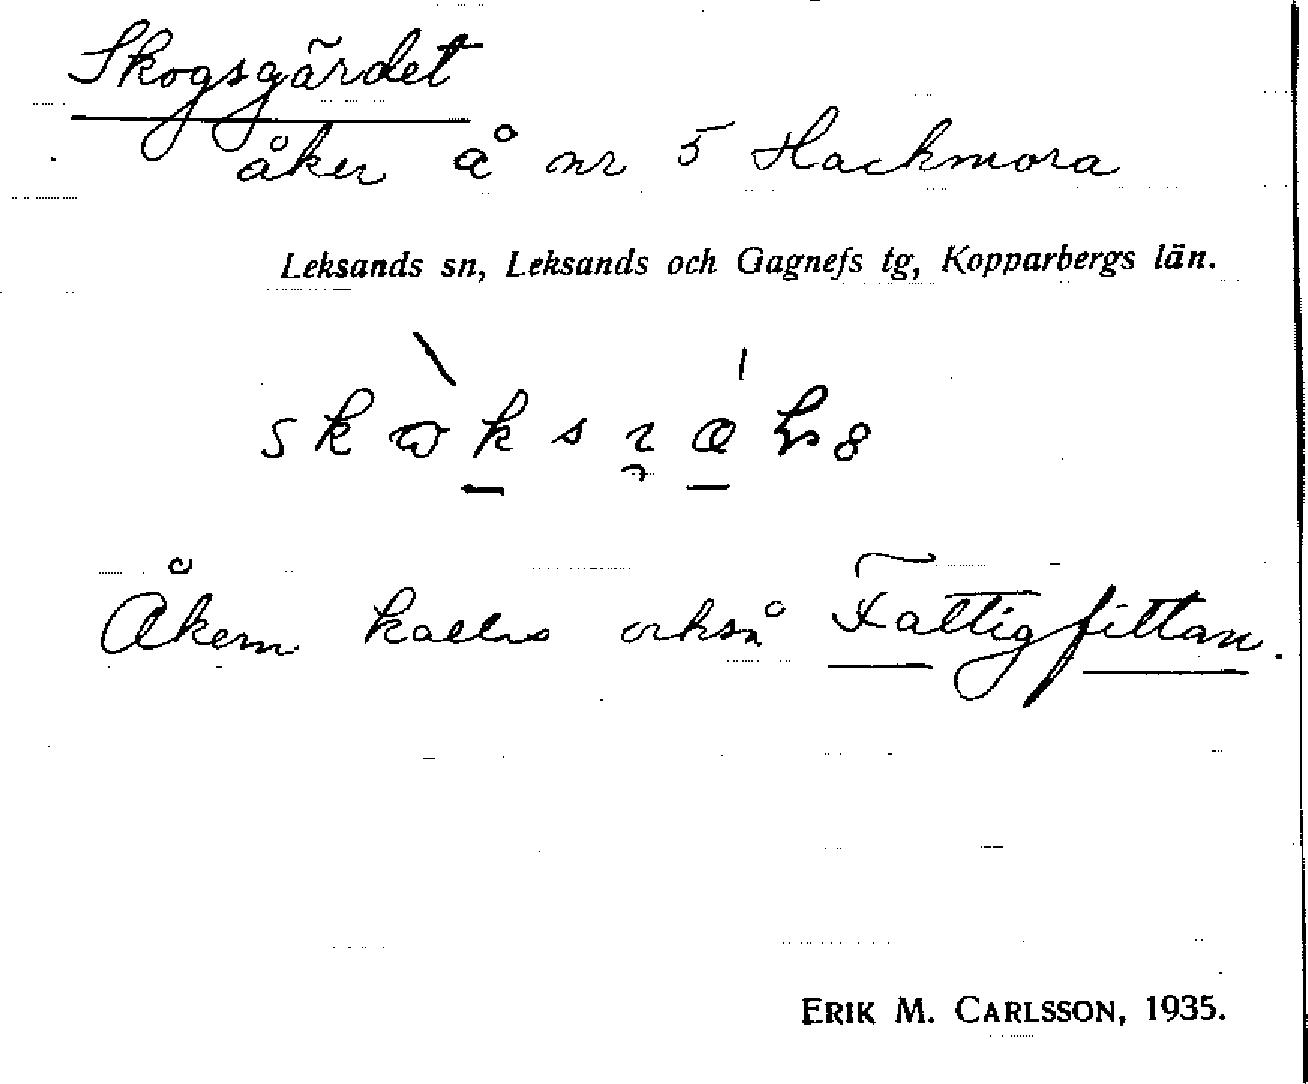 Skogsgärdet
åker å nr 5 Hackmora
Leksands sn, Leksands och Gagnefs tg, Kopparbergs län.
Åkern kallas också Fattigfittan.
ERIK M. CARLSSON, 1935.